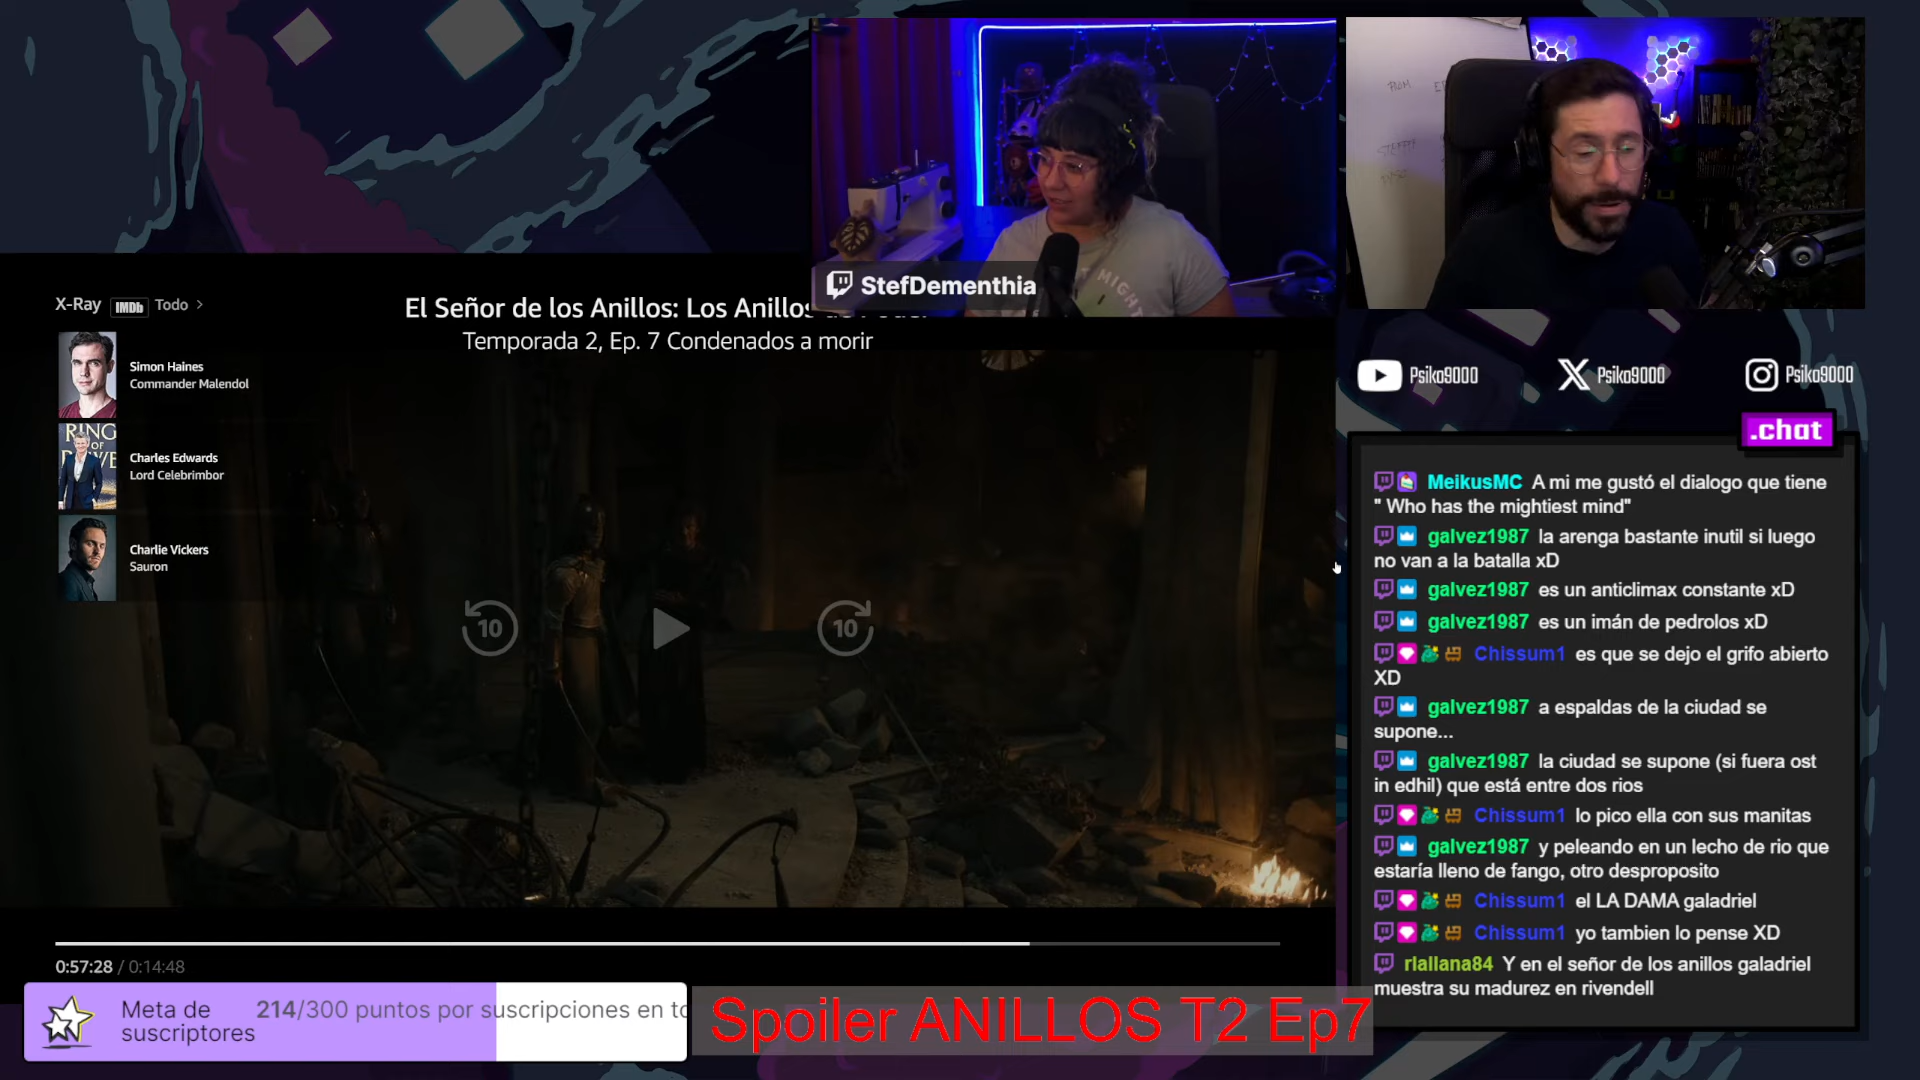 StefDementhia
X-Ray IMDb Todo >
El Señor de los Anillos: Los Anillos
Temporada 2, Ep. 7 Condenados a morir
Simon Haines
Commander Malendol
RING
OF
Charles Edwards
Lord Celebrimbor
Charlie Vickers
Sauron
10
10
0:57:28 / 0:14:48
Meta de
suscriptores
214/300 puntos por suscripciones en to
Spoiler ANILLOS T2 Ep7
Psika9000
Psika9000
Psika9000
.chat
MeikusMC A mi me gustó el dialogo que tiene
" Who has the mightiest mind"
galvez1987 la arenga bastante inutil si luego
no van a la batalla xD
galvez1987 es un anticlimax constante xD
galvez1987 es un imán de pedrolos xD
Chissum1 es que se dejo el grifo abierto
XD
galvez1987 a espaldas de la ciudad se
supone...
galvez1987 la ciudad se supone (si fuera ost
in edhil) que está entre dos rios
Chissum1 lo pico ella con sus manitas
galvez1987 y peleando en un lecho de rio que
estaría lleno de fango, otro desproposito
Chissum1 el LA DAMA galadriel
Chissum1 yo tambien lo pense XD
rlallana84 Y en el señor de los anillos galadriel
muestra su madurez en rivendell